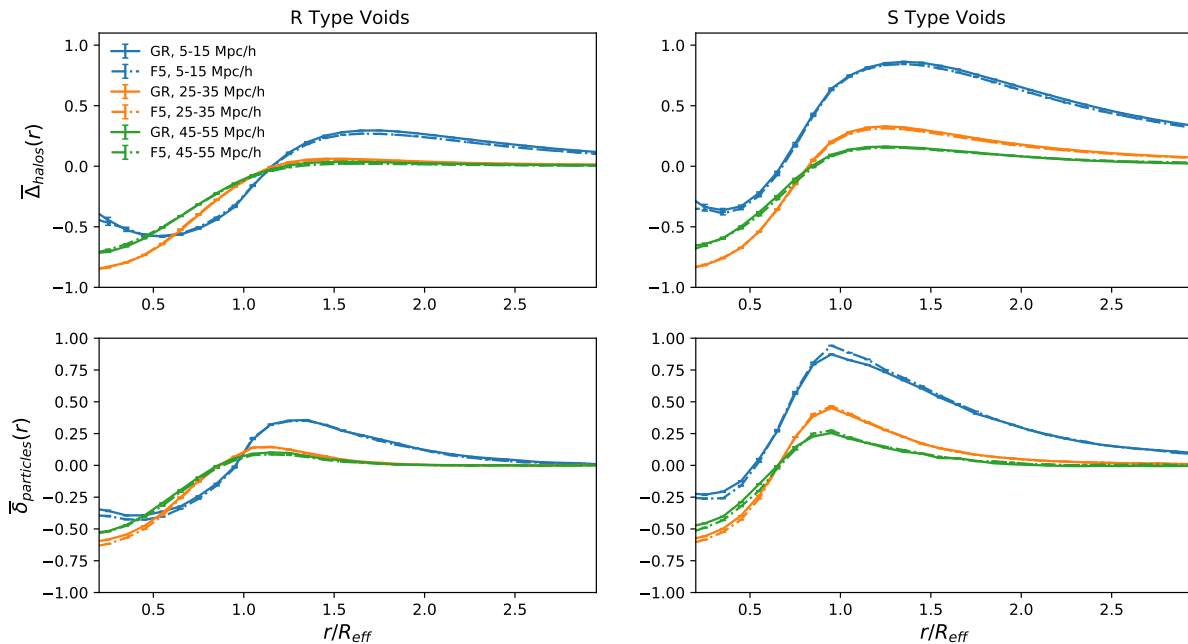 R Type Voids
S Type Voids
1.0
0.5
0.0
−0.5
−1.0
Δ̅halos(r)
GR, 5-15 Mpc/h
F5, 5-15 Mpc/h
GR, 25-35 Mpc/h
F5, 25-35 Mpc/h
GR, 45-55 Mpc/h
F5, 45-55 Mpc/h
0.5 1.0 1.5 2.0 2.5
1.0
0.5
0.0
−0.5
−1.0
0.5 1.0 1.5 2.0 2.5
1.00
0.75
0.50
0.25
0.00
−0.25
−0.50
−0.75
−1.00
δ̅particles(r)
0.5 1.0 1.5 2.0 2.5
r/Reff
1.00
0.75
0.50
0.25
0.00
−0.25
−0.50
−0.75
−1.00
0.5 1.0 1.5 2.0 2.5
r/Reff